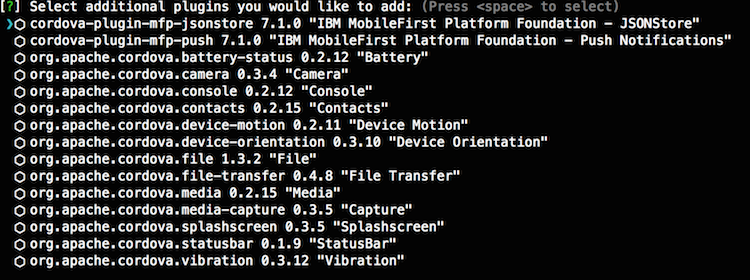 [?] Select additional plugins you would like to add: (Press <space> to select)
❯⬡ cordova-plugin-mfp-jsonstore 7.1.0 "IBM MobileFirst Platform Foundation – JSONStore"
⬡ cordova-plugin-mfp-push 7.1.0 "IBM MobileFirst Platform Foundation – Push Notifications"
⬡ org.apache.cordova.battery-status 0.2.12 "Battery"
⬡ org.apache.cordova.camera 0.3.4 "Camera"
⬡ org.apache.cordova.console 0.2.12 "Console"
⬡ org.apache.cordova.contacts 0.2.15 "Contacts"
⬡ org.apache.cordova.device-motion 0.2.11 "Device Motion"
⬡ org.apache.cordova.device-orientation 0.3.10 "Device Orientation"
⬡ org.apache.cordova.file 1.3.2 "File"
⬡ org.apache.cordova.file-transfer 0.4.8 "File Transfer"
⬡ org.apache.cordova.media 0.2.15 "Media"
⬡ org.apache.cordova.media-capture 0.3.5 "Capture"
⬡ org.apache.cordova.splashscreen 0.3.5 "Splashscreen"
⬡ org.apache.cordova.statusbar 0.1.9 "StatusBar"
⬡ org.apache.cordova.vibration 0.3.12 "Vibration"